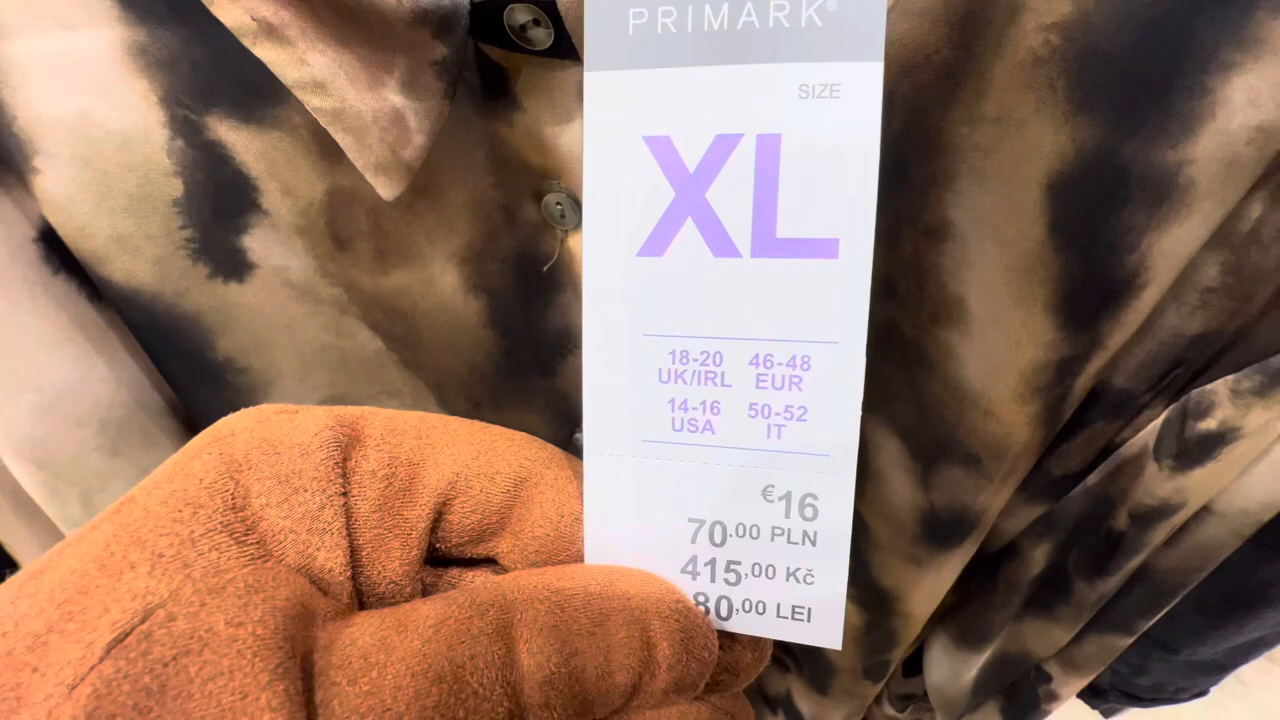 PRIMARK®
SIZE
XL
18-20 46-48
UK/IRL EUR
14-16 50-52
USA IT
€16
70.00 PLN
415,00 Kč
80,00 LEI